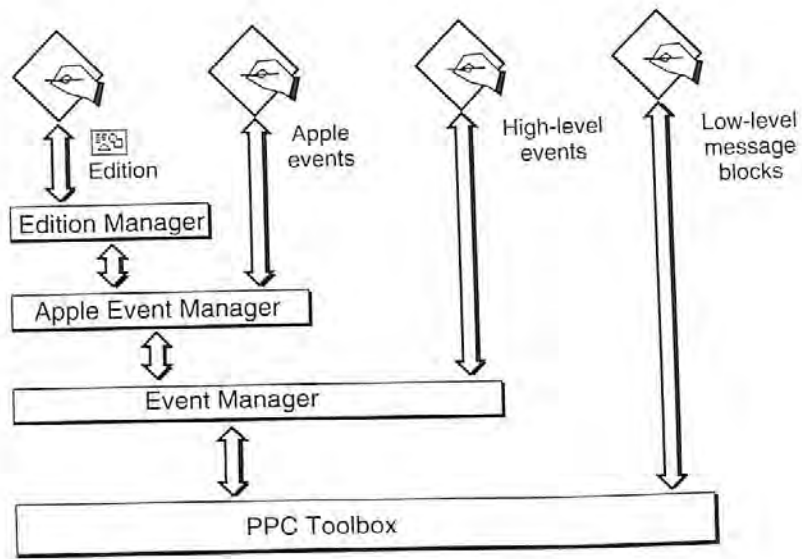 Edition
Apple
events
High-level
events
Low-level
message
blocks
Edition Manager
Apple Event Manager
Event Manager
PPC Toolbox